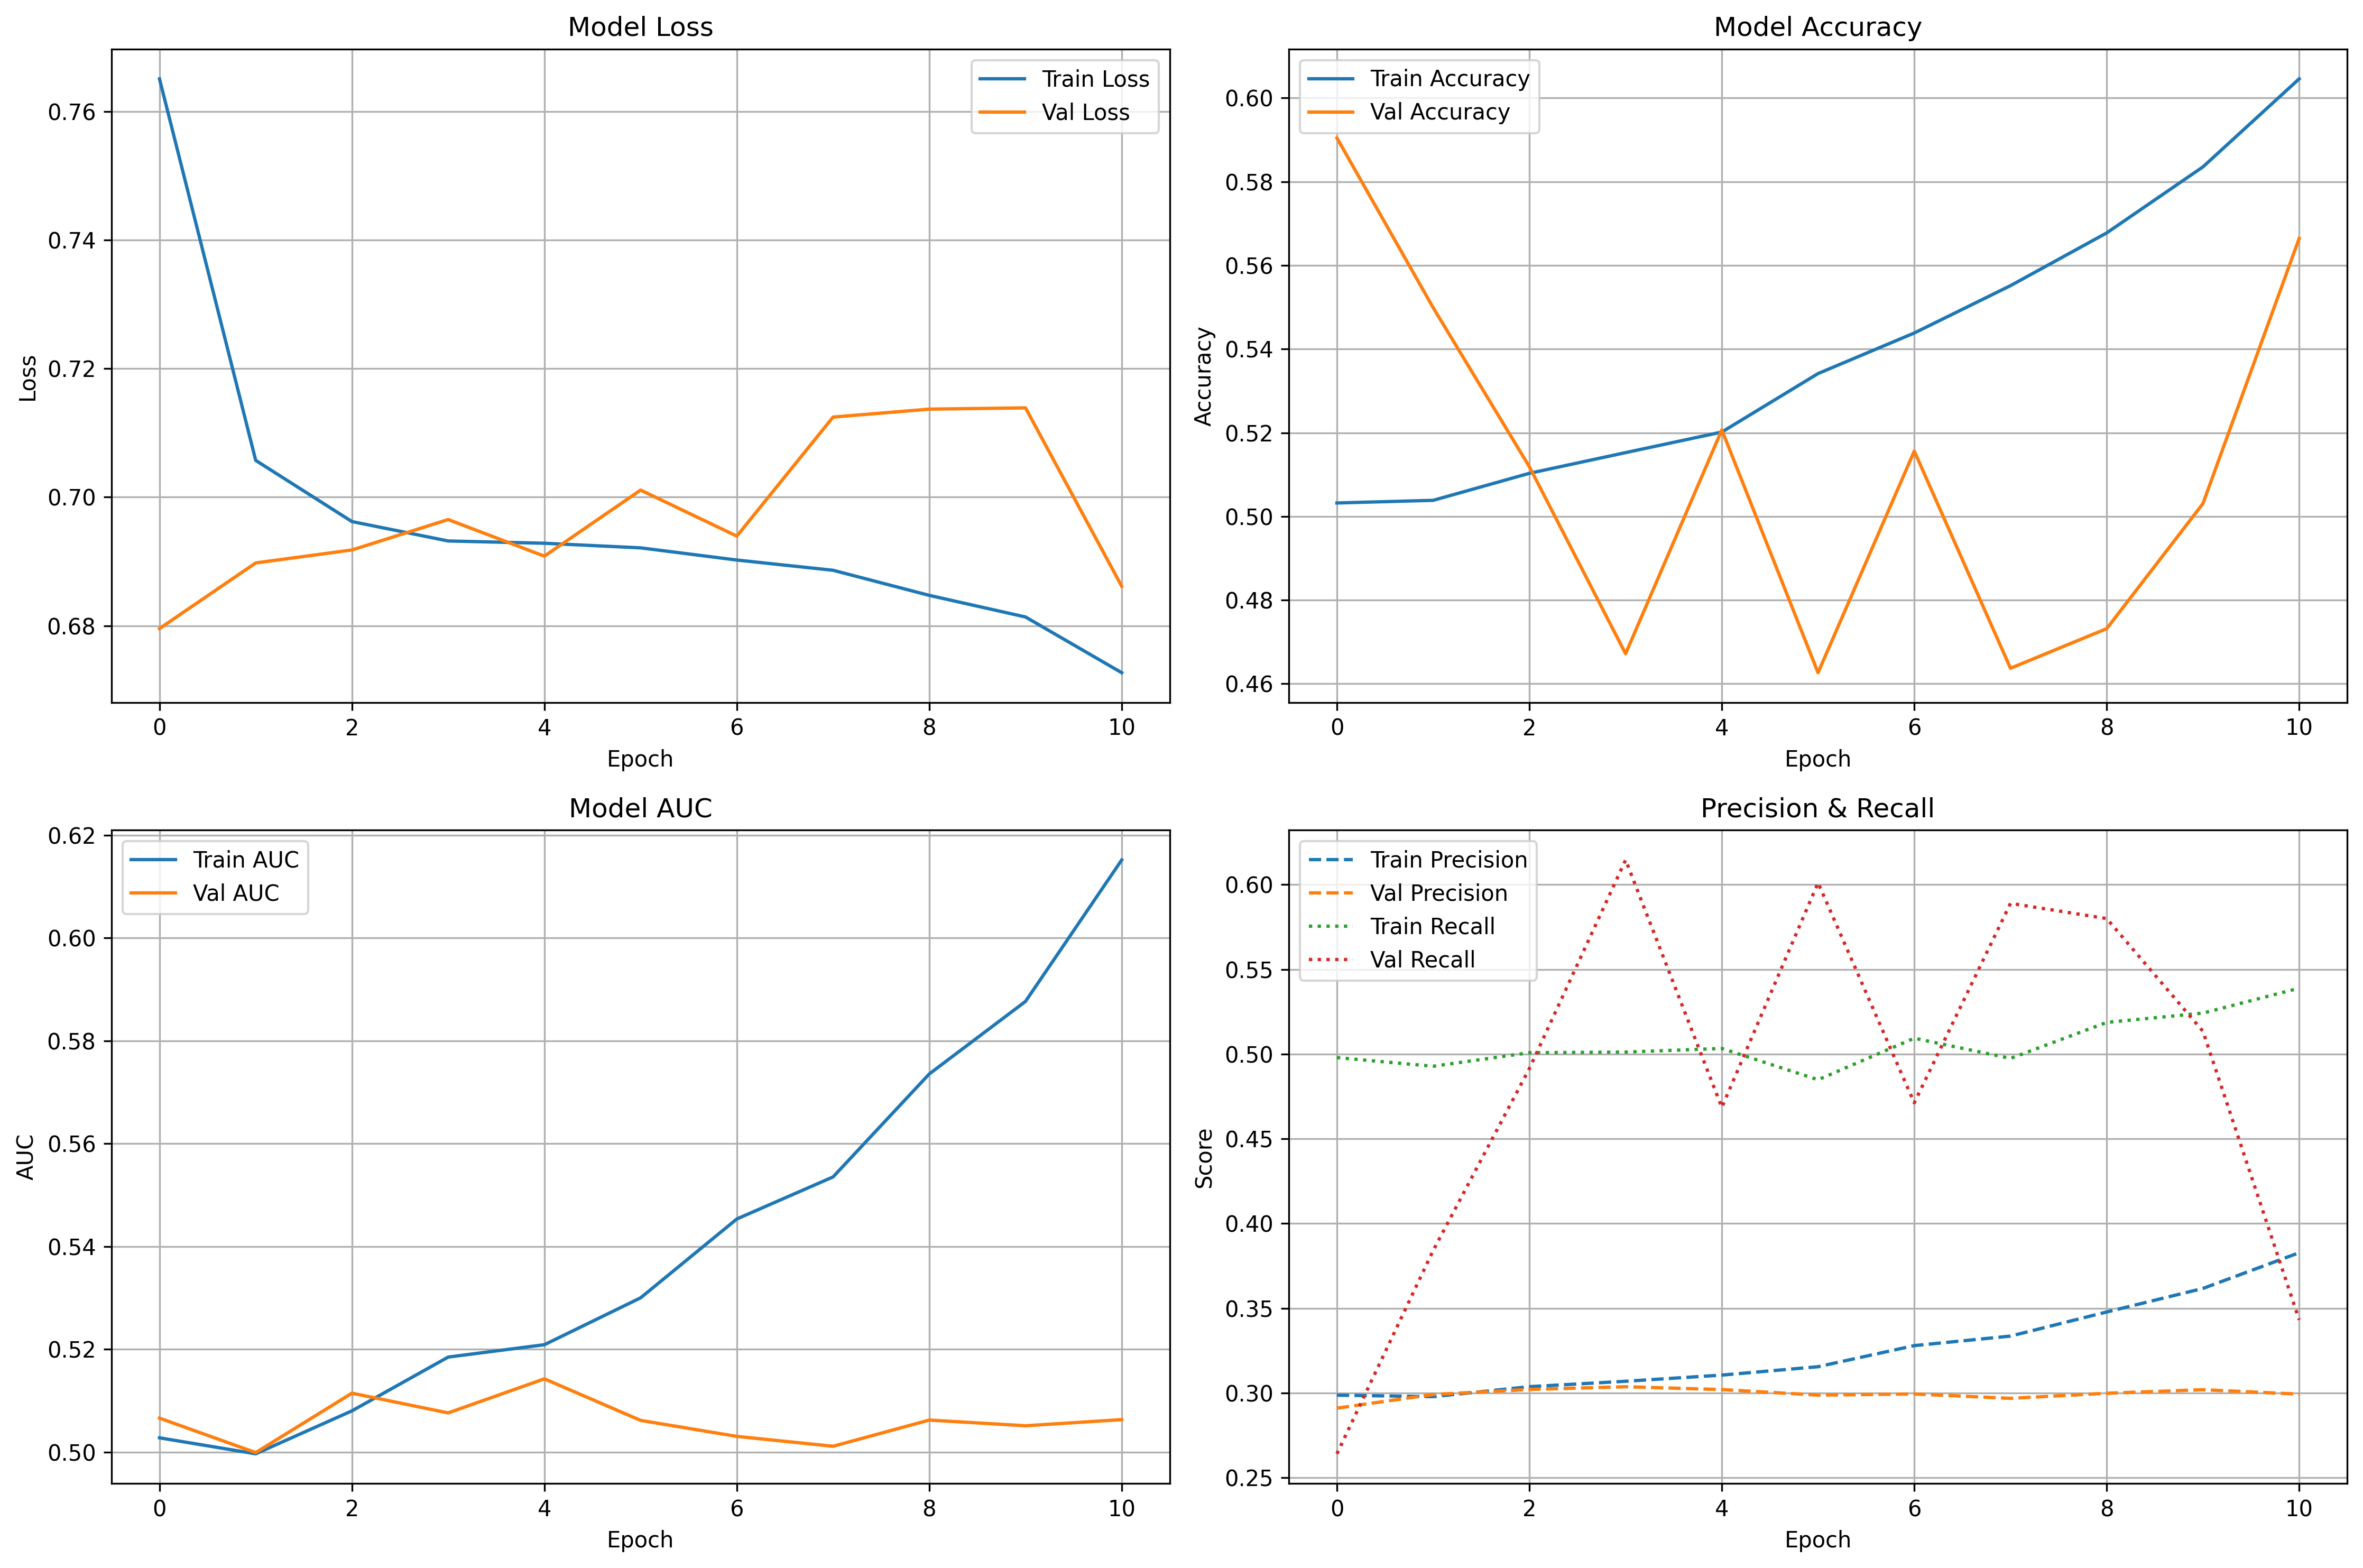 Model Loss
Train Loss
Val Loss
0.76
0.74
0.72
0.70
0.68
Loss
0 2 4 6 8 10
Epoch
Model Accuracy
Train Accuracy
Val Accuracy
0.60
0.58
0.56
0.54
0.52
0.50
0.48
0.46
Accuracy
0 2 4 6 8 10
Epoch
Model AUC
Train AUC
Val AUC
0.62
0.60
0.58
0.56
0.54
0.52
0.50
AUC
0 2 4 6 8 10
Epoch
Precision & Recall
Train Precision
Val Precision
Train Recall
Val Recall
0.60
0.55
0.50
0.45
0.40
0.35
0.30
0.25
Score
0 2 4 6 8 10
Epoch